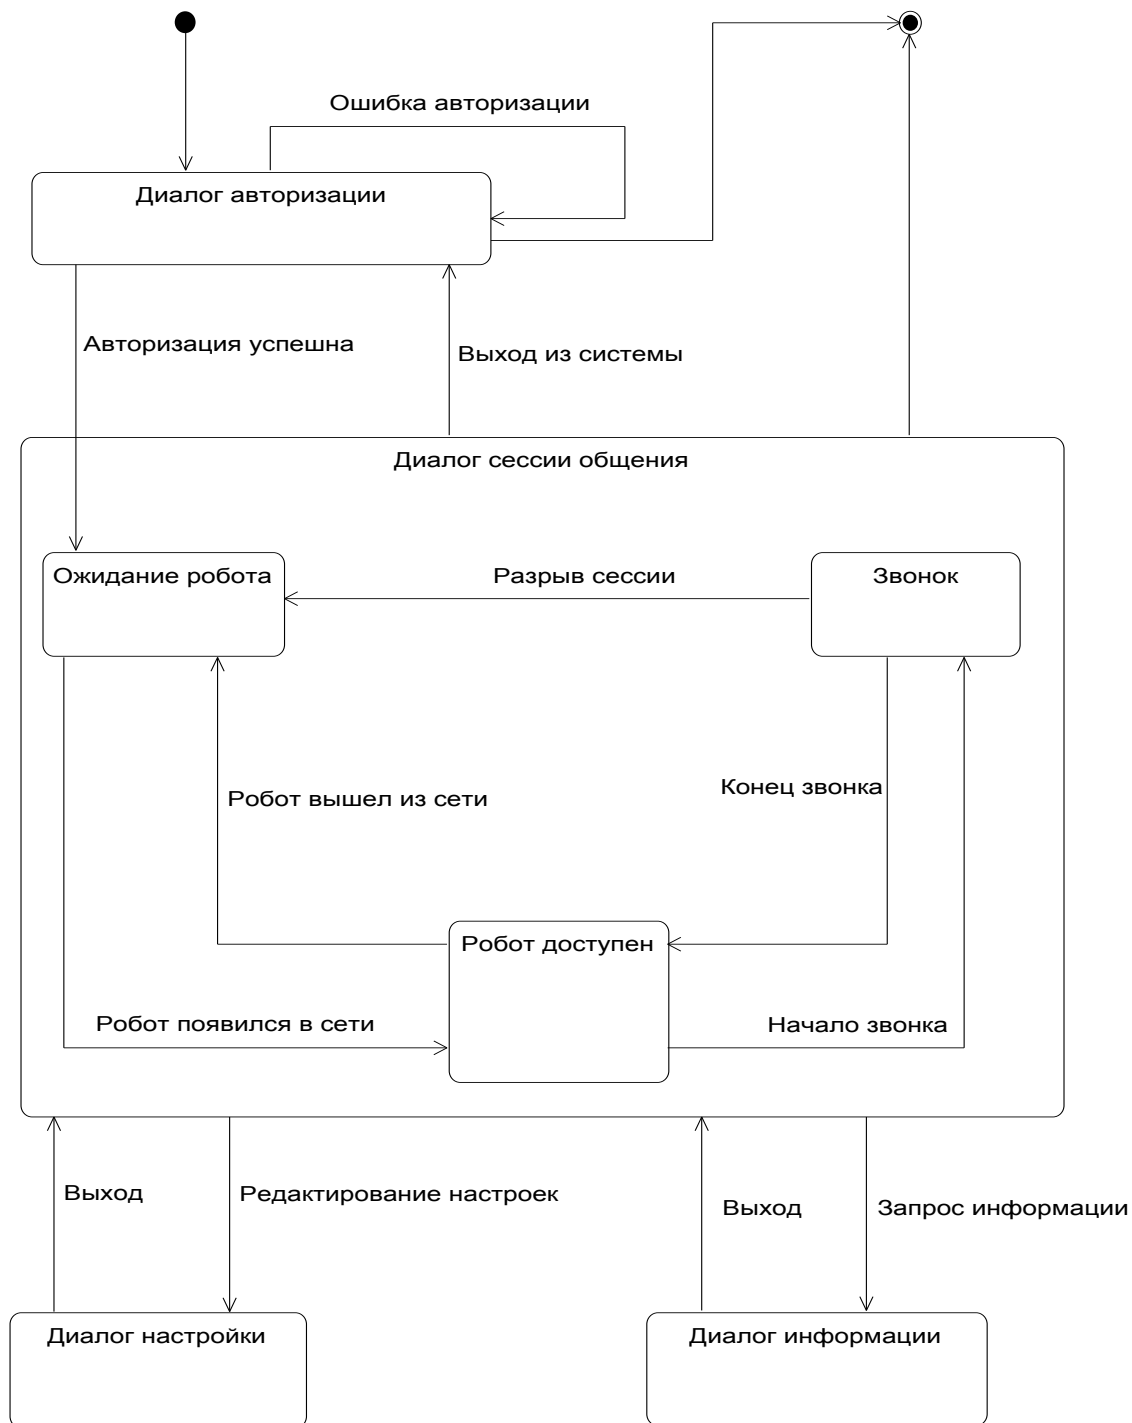 Ошибка авторизации
Диалог авторизации
Авторизация успешна
Выход из системы
Диалог сессии общения
Ожидание робота
Разрыв сессии
Звонок
Конец звонка
Робот вышел из сети
Робот доступен
Робот появился в сети
Начало звонка
Выход
Редактирование настроек
Выход
Запрос информации
Диалог настройки
Диалог информации